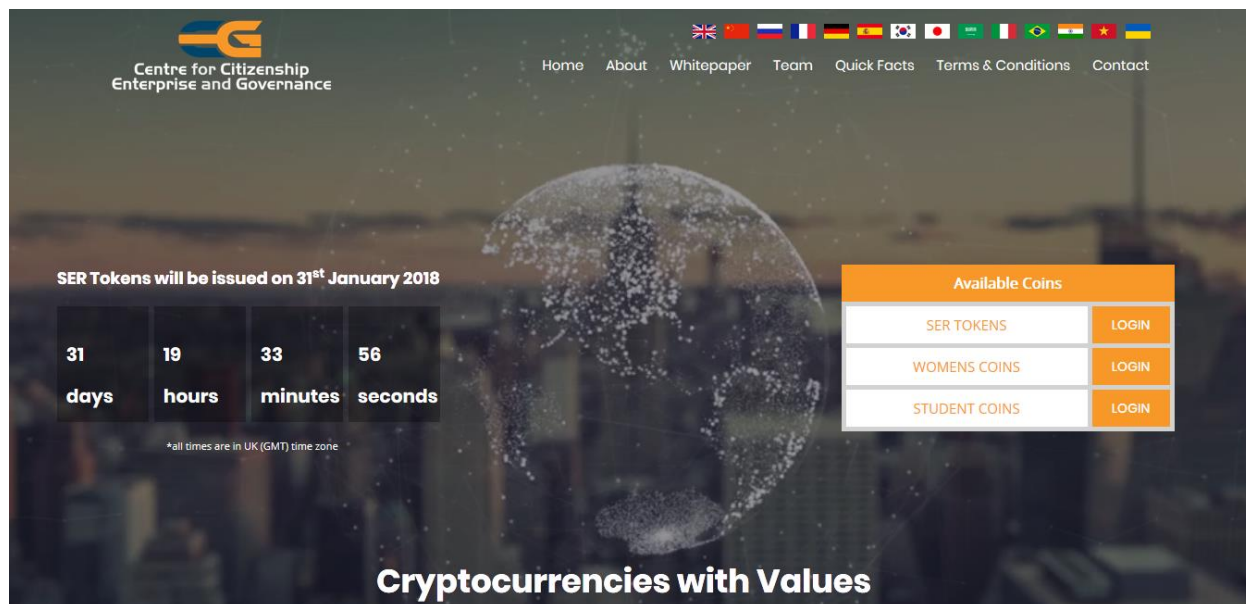 Centre for Citizenship
Enterprise and Governance
Home About Whitepaper Team Quick Facts Terms & Conditions Contact
SER Tokens will be issued on 31st January 2018
31 19 33 56
days hours minutes seconds
*all times are in UK (GMT) time zone
Available Coins
SER TOKENS LOGIN
WOMENS COINS LOGIN
STUDENT COINS LOGIN
Cryptocurrencies with Values